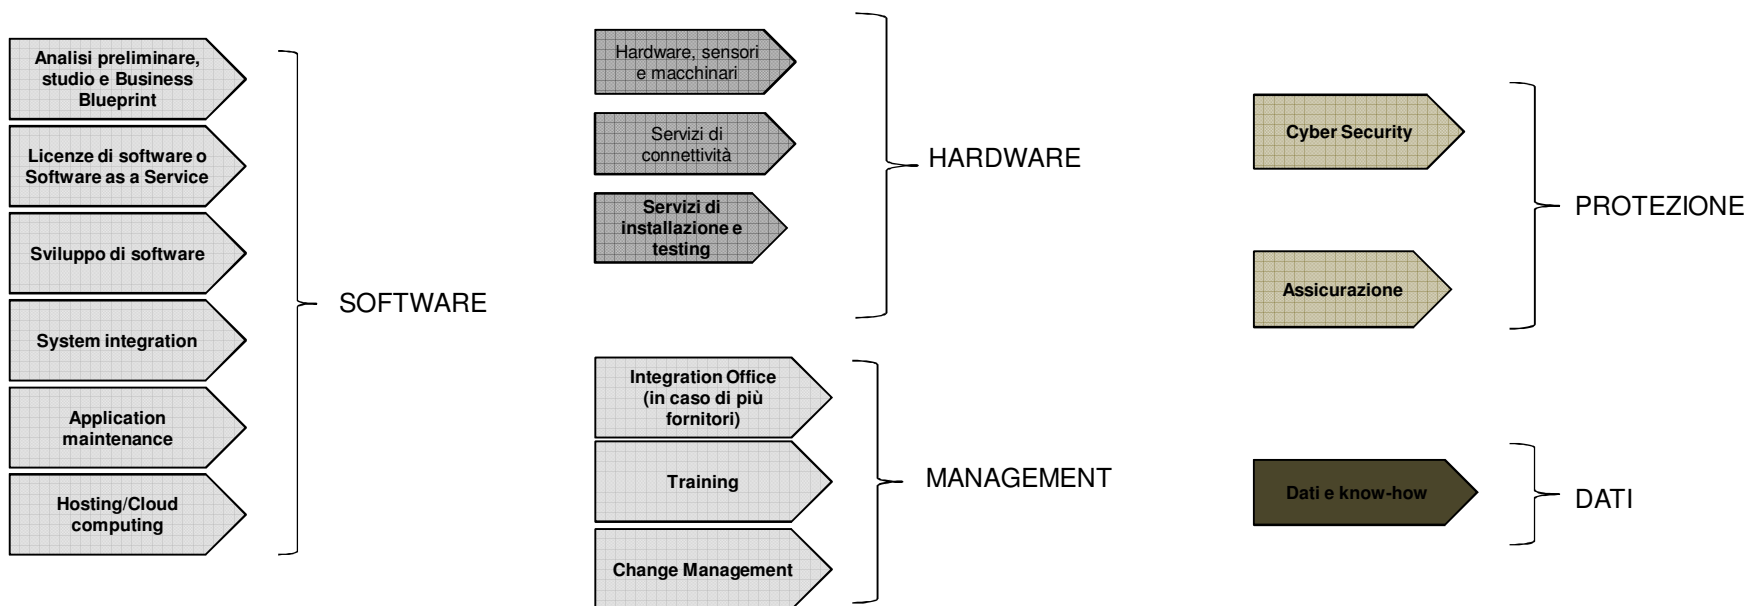 Analisi preliminare,
studio e Business
Blueprint
Licenze di software o
Software as a Service
Sviluppo di software
System integration
Application
maintenance
Hosting/Cloud
computing
SOFTWARE
Hardware, sensori
e macchinari
Servizi di
connettività
Servizi di
installazione e
testing
HARDWARE
Integration Office
(in caso di più
fornitori)
Training
Change Management
MANAGEMENT
Cyber Security
Assicurazione
PROTEZIONE
Dati e know-how
DATI